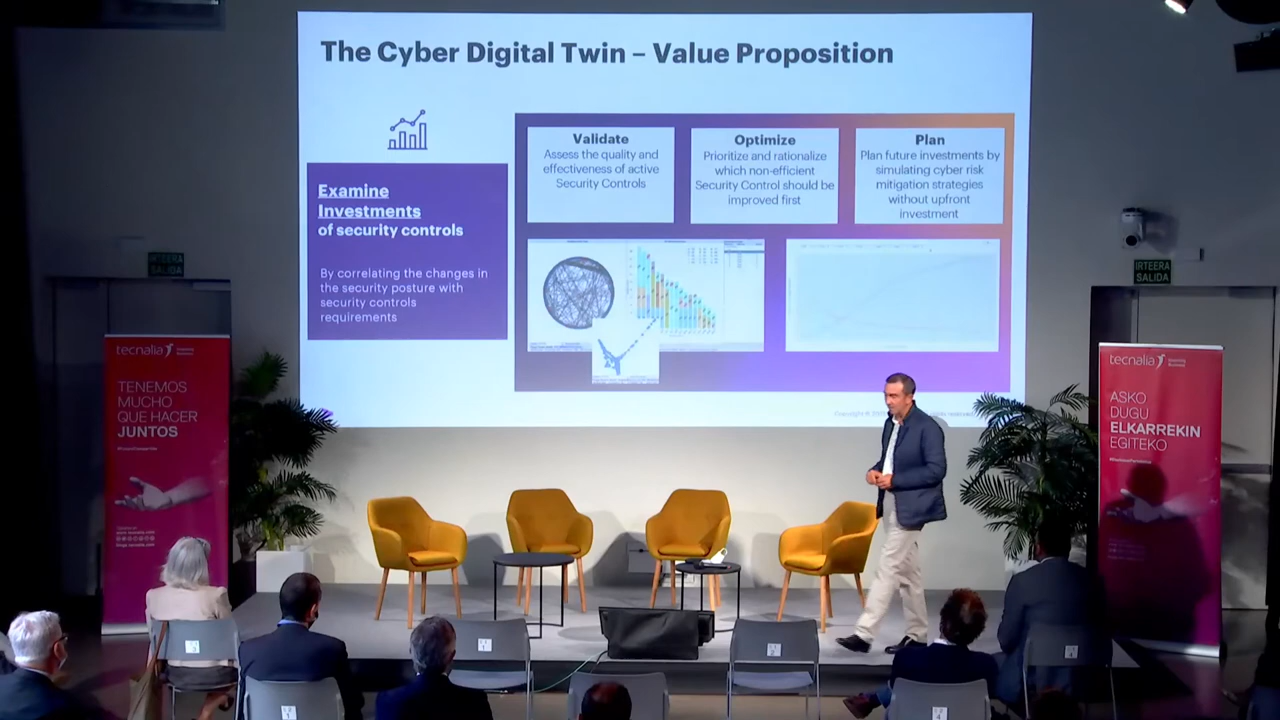 The Cyber Digital Twin – Value Proposition
Examine
Investments
of security controls
By correlating the changes in
the security posture with
security controls
requirements
Validate
Assess the quality and
effectiveness of active
Security Controls
Optimize
Prioritize and rationalize
which non-efficient
Security Control should be
improved first
Plan
Plan future investments by
simulating cyber risk
mitigation strategies
without upfront
investment
Copyright ©
IRTEERA
SALIDA
IRTEERA
SALIDA
tecnalia
TENEMOS
MUCHO
QUE HACER
JUNTOS
tecnalia
ASKO
DUGU
ELKARREKIN
EGITEKO